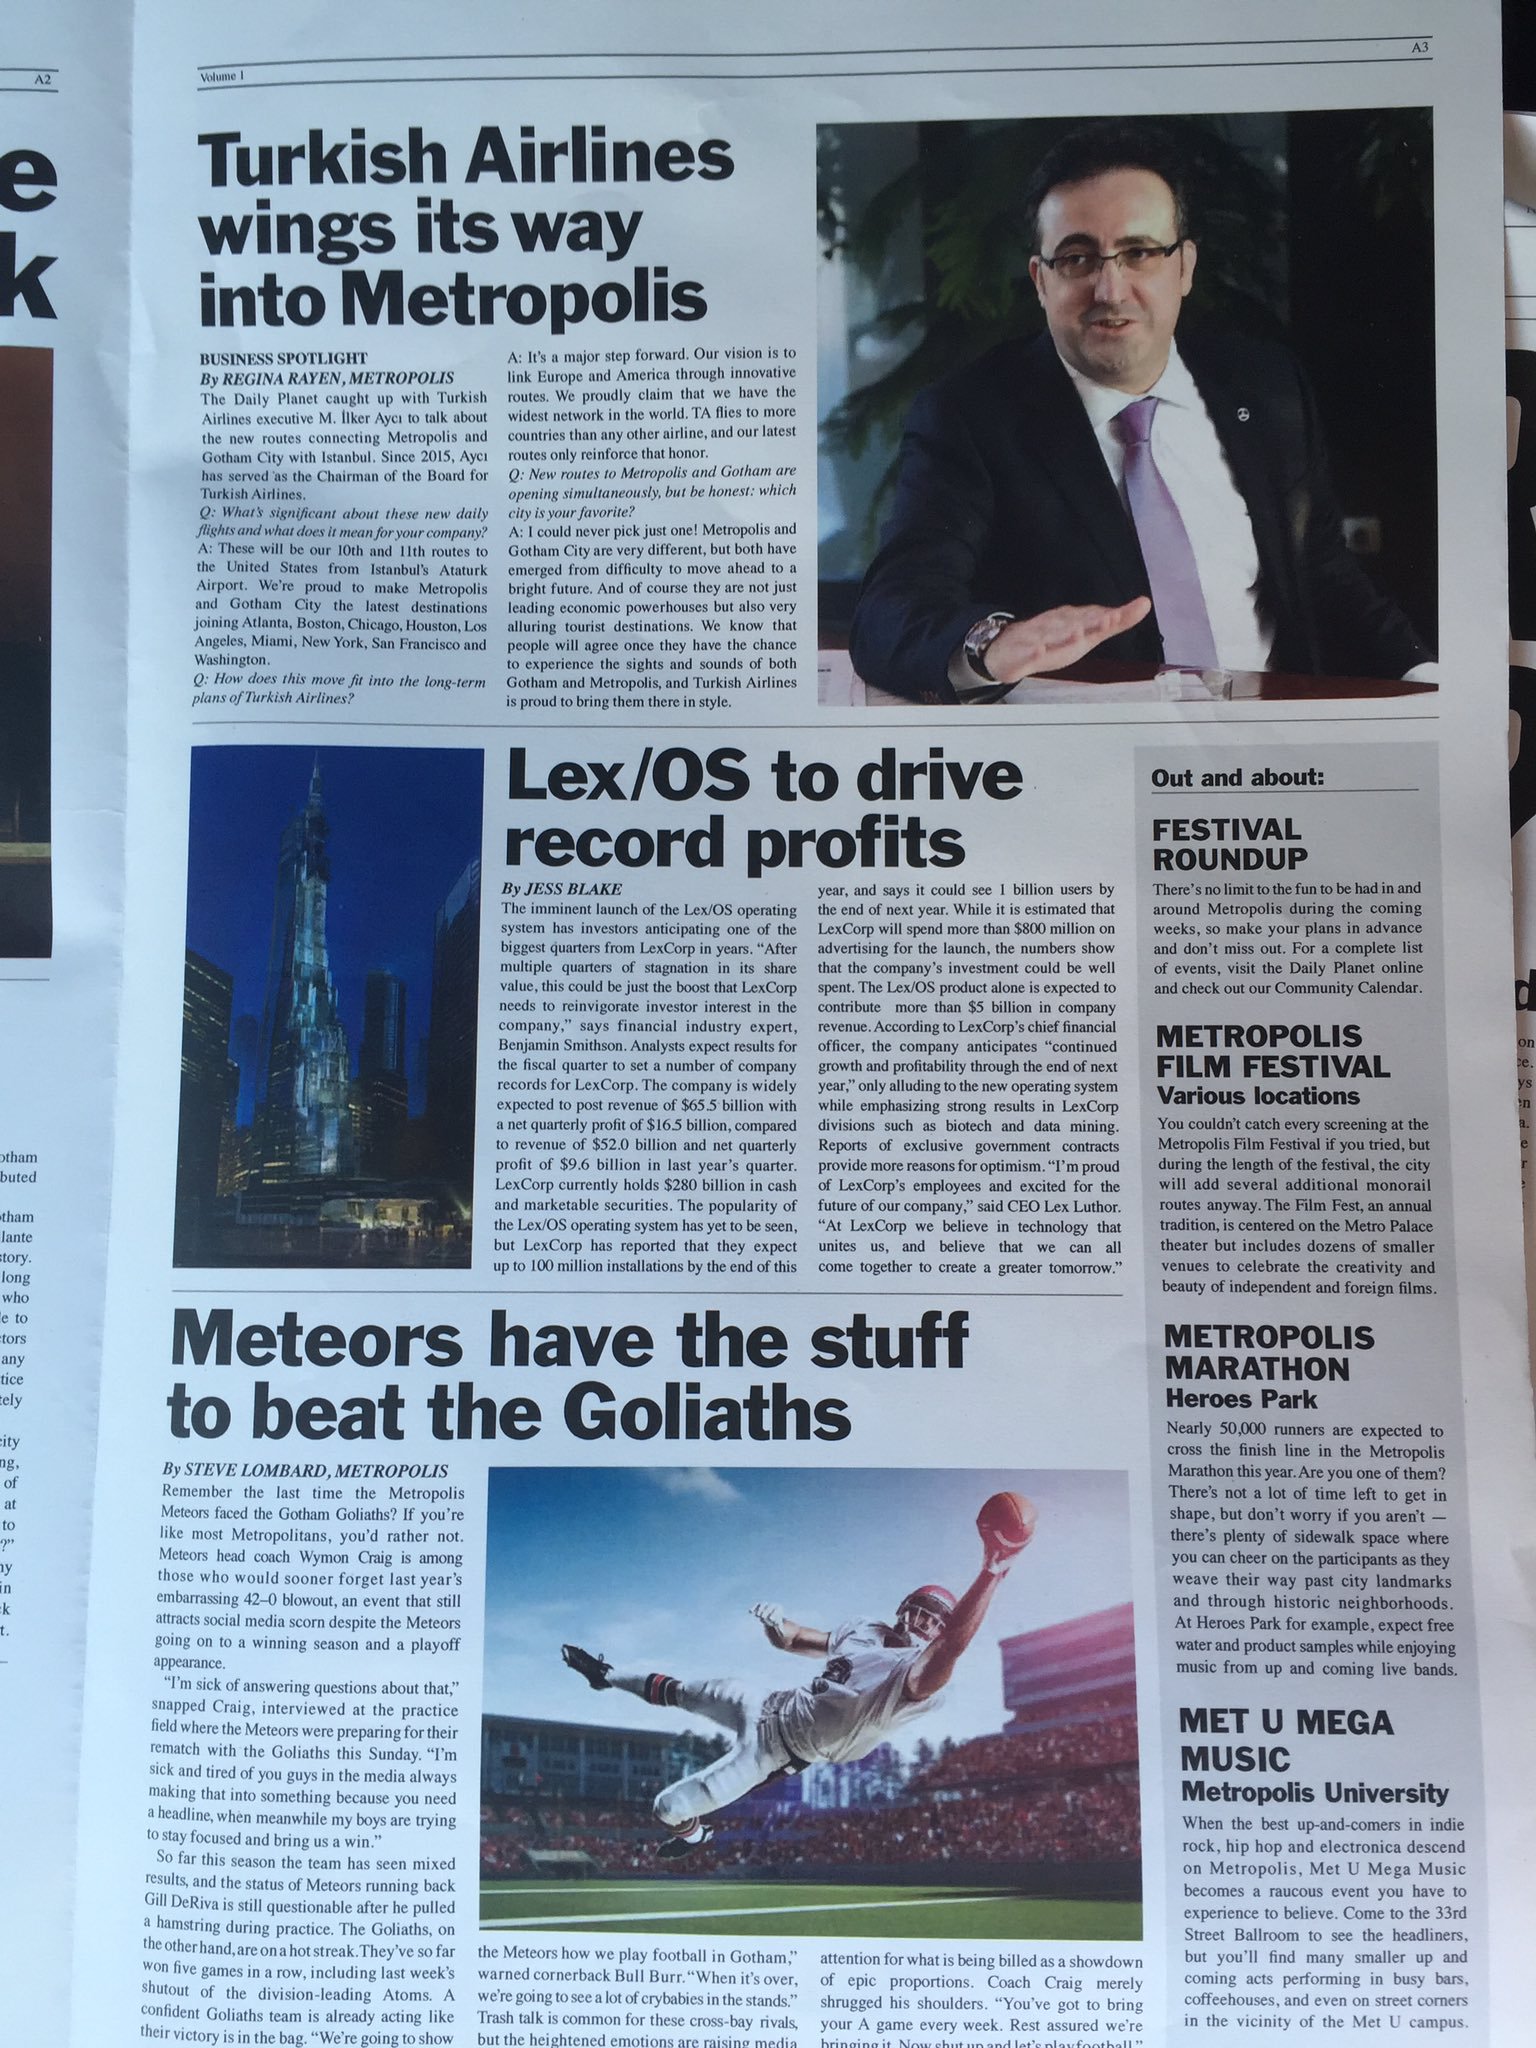 Volume 1
A3
Turkish Airlines
wings its way
into Metropolis
BUSINESS SPOTLIGHT
By REGINA RAYEN, METROPOLIS
The Daily Planet caught up with Turkish
Airlines executive M. İlker Aycı to talk about
the new routes connecting Metropolis and
Gotham City with Istanbul. Since 2015, Aycı
has served as the Chairman of the Board for
Turkish Airlines.
Q: What's significant about these new daily
flights and what does it mean for your company?
A: These will be our 10th and 11th routes to
the United States from Istanbul's Ataturk
Airport. We're proud to make Metropolis
and Gotham City the latest destinations
joining Atlanta, Boston, Chicago, Houston, Los
Angeles, Miami, New York, San Francisco and
Washington.
Q: How does this move fit into the long-term
plans of Turkish Airlines?
A: It's a major step forward. Our vision is to
link Europe and America through innovative
routes. We proudly claim that we have the
widest network in the world. TA flies to more
countries than any other airline, and our latest
routes only reinforce that honor.
Q: New routes to Metropolis and Gotham are
opening simultaneously, but be honest: which
city is your favorite?
A: I could never pick just one! Metropolis and
Gotham City are very different, but both have
emerged from difficulty to move ahead to a
bright future. And of course they are not just
leading economic powerhouses but also very
alluring tourist destinations. We know that
people will agree once they have the chance
to experience the sights and sounds of both
Gotham and Metropolis, and Turkish Airlines
is proud to bring them there in style.
Lex/OS to drive
record profits
By JESS BLAKE
The imminent launch of the Lex/OS operating
system has investors anticipating one of the
biggest quarters from LexCorp in years. “After
multiple quarters of stagnation in its share
value, this could be just the boost that LexCorp
needs to reinvigorate investor interest in the
company,” says financial industry expert,
Benjamin Smithson. Analysts expect results for
the fiscal quarter to set a number of company
records for LexCorp. The company is widely
expected to post revenue of $65.5 billion with
a net quarterly profit of $16.5 billion, compared
to revenue of $52.0 billion and net quarterly
profit of $9.6 billion in last year's quarter.
LexCorp currently holds $280 billion in cash
and marketable securities. The popularity of
the Lex/OS operating system has yet to be seen,
but LexCorp has reported that they expect
up to 100 million installations by the end of this
year, and says it could see 1 billion users by
the end of next year. While it is estimated that
LexCorp will spend more than $800 million on
advertising for the launch, the numbers show
that the company's investment could be well
spent. The Lex/OS product alone is expected to
contribute more than $5 billion in company
revenue. According to LexCorp's chief financial
officer, the company anticipates “continued
growth and profitability through the end of next
year,” only alluding to the new operating system
while emphasizing strong results in LexCorp
divisions such as biotech and data mining.
Reports of exclusive government contracts
provide more reasons for optimism. “I'm proud
of LexCorp's employees and excited for the
future of our company,” said CEO Lex Luthor.
“At LexCorp we believe in technology that
unites us, and believe that we can all
come together to create a greater tomorrow.”
Meteors have the stuff
to beat the Goliaths
By STEVE LOMBARD, METROPOLIS
Remember the last time the Metropolis
Meteors faced the Gotham Goliaths? If you're
like most Metropolitans, you'd rather not.
Meteors head coach Wymon Craig is among
those who would sooner forget last year's
embarrassing 42–0 blowout, an event that still
attracts social media scorn despite the Meteors
going on to a winning season and a playoff
appearance.
“I'm sick of answering questions about that,”
snapped Craig, interviewed at the practice
field where the Meteors were preparing for their
rematch with the Goliaths this Sunday. “I'm
sick and tired of you guys in the media always
making that into something because you need
a headline, when meanwhile my boys are trying
to stay focused and bring us a win.”
So far this season the team has seen mixed
results, and the status of Meteors running back
Gill DeRiva is still questionable after he pulled
a hamstring during practice. The Goliaths, on
the other hand, are on a hot streak. They've so far
won five games in a row, including last week's
shutout of the division-leading Atoms. A
confident Goliaths team is already acting like
their victory is in the bag. “We're going to show
the Meteors how we play football in Gotham,”
warned cornerback Bull Burr. “When it's over,
we're going to see a lot of crybabies in the stands.”
Trash talk is common for these cross-bay rivals,
but the heightened emotions are raising media
attention for what is being billed as a showdown
of epic proportions. Coach Craig merely
shrugged his shoulders. “You've got to bring
your A game every week. Rest assured we're
bringing it. Now shut up and let's play football.”
Out and about:
FESTIVAL
ROUNDUP
There's no limit to the fun to be had in and
around Metropolis during the coming
weeks, so make your plans in advance
and don't miss out. For a complete list
of events, visit the Daily Planet online
and check out our Community Calendar.
METROPOLIS
FILM FESTIVAL
Various locations
You couldn't catch every screening at the
Metropolis Film Festival if you tried, but
during the length of the festival, the city
will add several additional monorail
routes anyway. The Film Fest, an annual
tradition, is centered on the Metro Palace
theater but includes dozens of smaller
venues to celebrate the creativity and
beauty of independent and foreign films.
METROPOLIS
MARATHON
Heroes Park
Nearly 50,000 runners are expected to
cross the finish line in the Metropolis
Marathon this year. Are you one of them?
There's not a lot of time left to get in
shape, but don't worry if you aren't —
there's plenty of sidewalk space where
you can cheer on the participants as they
weave their way past city landmarks
and through historic neighborhoods.
At Heroes Park for example, expect free
water and product samples while enjoying
music from up and coming live bands.
MET U MEGA
MUSIC
Metropolis University
When the best up-and-comers in indie
rock, hip hop and electronica descend
on Metropolis, Met U Mega Music
becomes a raucous event you have to
experience to believe. Come to the 33rd
Street Ballroom to see the headliners,
but you'll find many smaller up and
coming acts performing in busy bars,
coffeehouses, and even on street corners
in the vicinity of the Met U campus.
A2